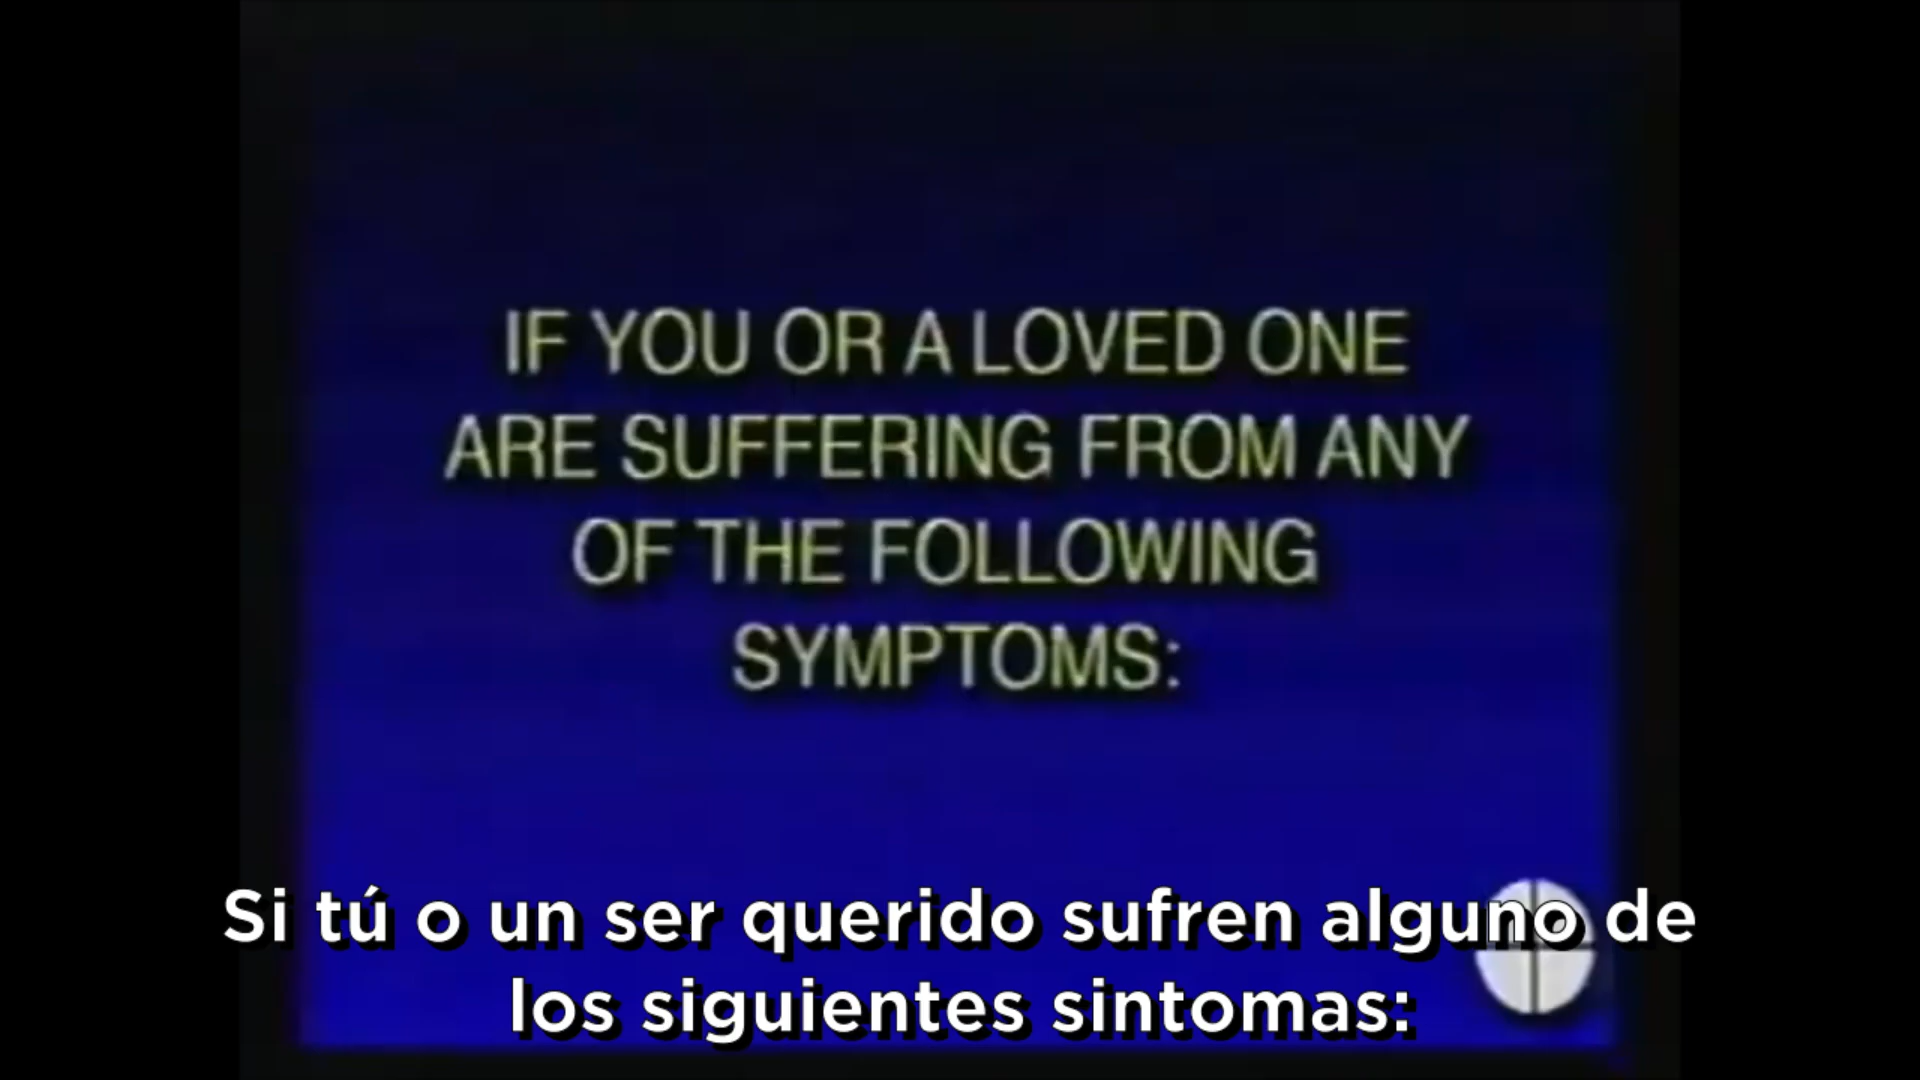 IF YOU OR A LOVED ONE
ARE SUFFERING FROM ANY
OF THE FOLLOWING
SYMPTOMS:
Si tú o un ser querido sufren alguno de
los siguientes sintomas: